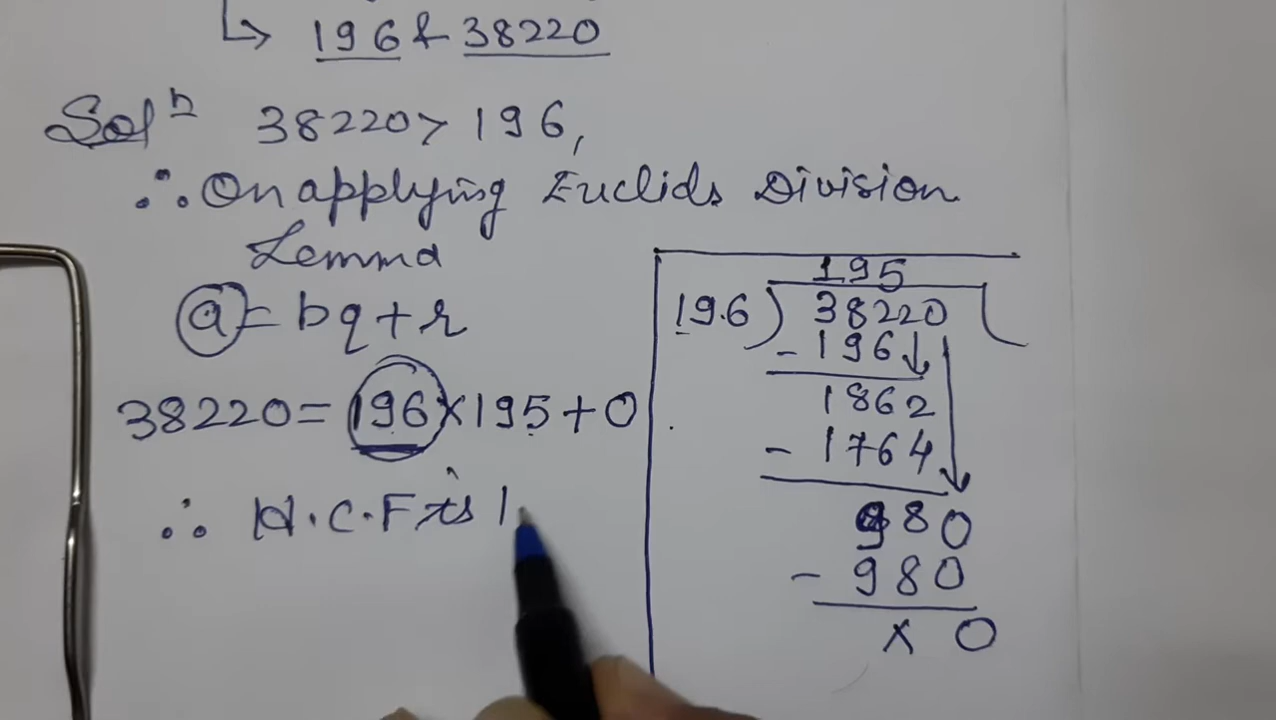 196 & 38220
Solⁿ 38220 > 196,
∴ On applying Euclids Division
Lemma
a = bq + r
38220 = 196 × 195 + 0
∴ H.C.F is 1
195
196 ) 38220 (
- 196
1862
- 1764
980
- 980
× 0